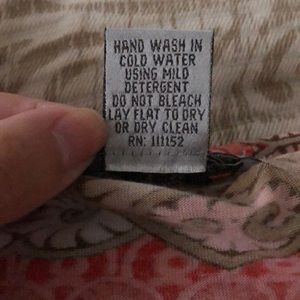 HAND WASH IN
COLD WATER
USING MILD
DETERGENT
DO NOT BLEACH
LAY FLAT TO DRY
OR DRY CLEAN
RN: 111152